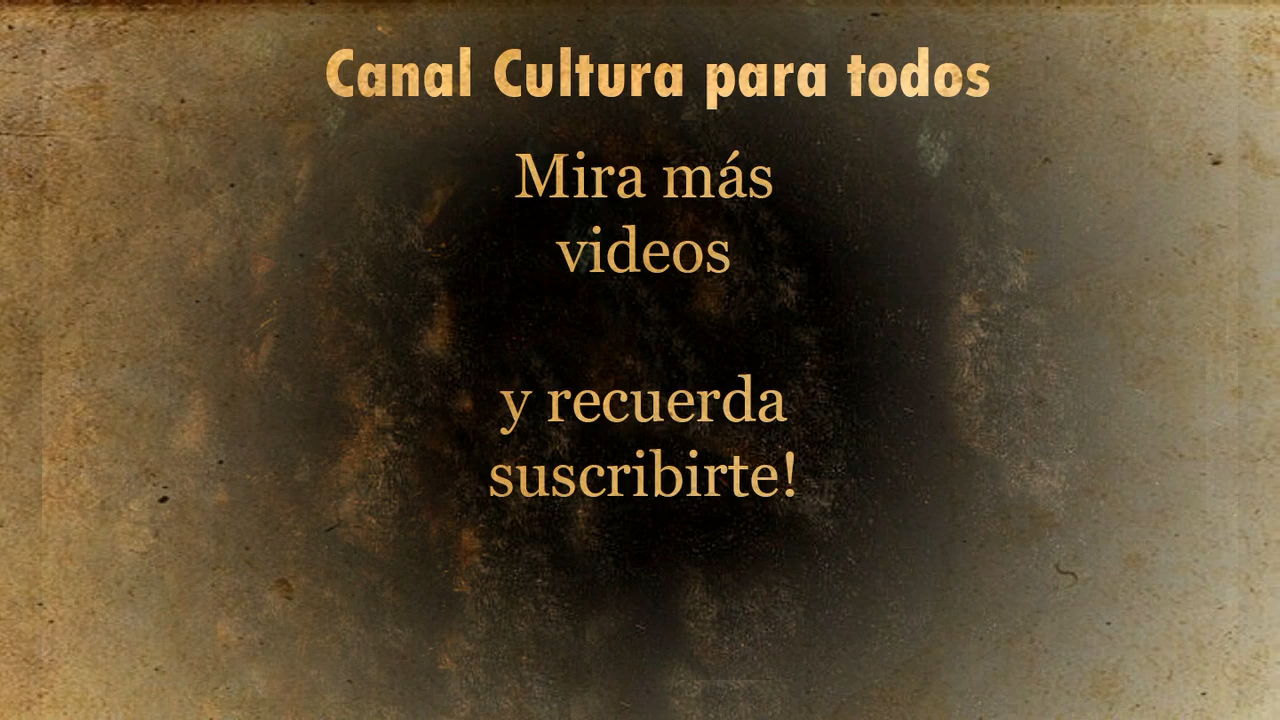 Canal Cultura para todos
Mira más
videos
y recuerda
suscribirte!